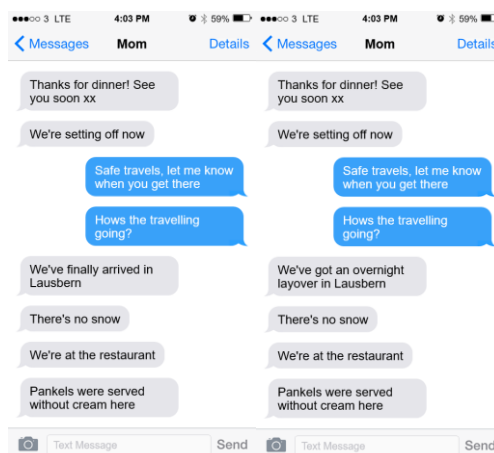 3 LTE 4:03 PM 59%
Messages Mom Details
Thanks for dinner! See
you soon xx
We're setting off now
Safe travels, let me know
when you get there
Hows the travelling
going?
We've finally arrived in
Lausbern
There's no snow
We're at the restaurant
Pankels were served
without cream here
Text Message Send
3 LTE 4:03 PM 59%
Messages Mom Details
Thanks for dinner! See
you soon xx
We're setting off now
Safe travels, let me know
when you get there
Hows the travelling
going?
We've got an overnight
layover in Lausbern
There's no snow
We're at the restaurant
Pankels were served
without cream here
Text Message Send